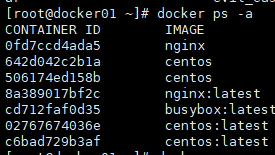 [root@docker01 ~]# docker ps -a
CONTAINER ID IMAGE
0fd7ccd4ada5 nginx
642d042c2b1a centos
506174ed158b centos
8a389017bf2c nginx:latest
cd712faf0d35 busybox:latest
02767674036e centos:latest
c6bad729b3af centos:latest